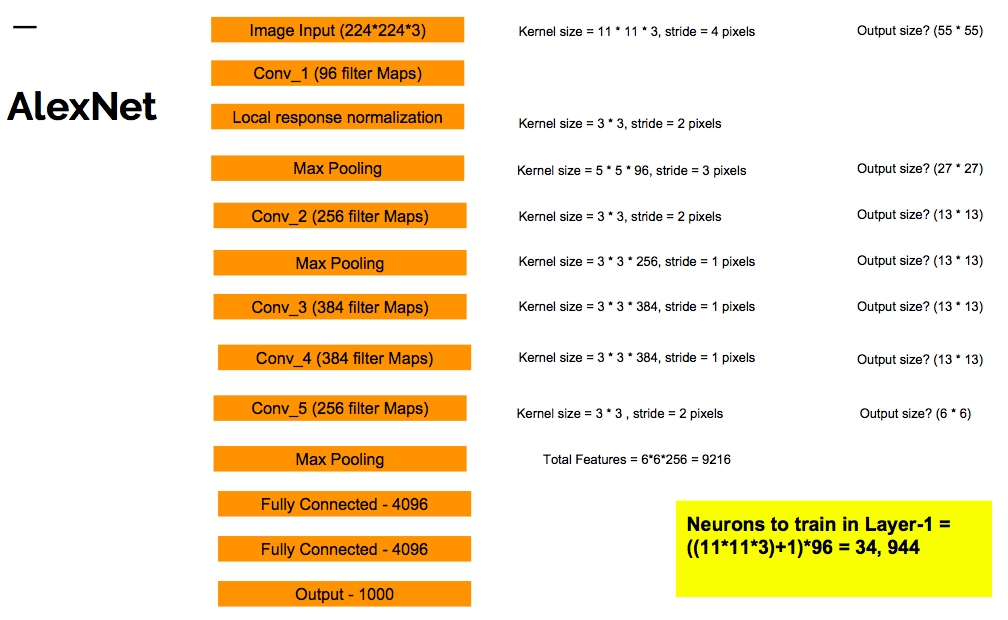 AlexNet
Image Input (224*224*3)
Kernel size = 11 * 11 * 3, stride = 4 pixels
Output size? (55 * 55)
Conv_1 (96 filter Maps)
Local response normalization
Kernel size = 3 * 3, stride = 2 pixels
Max Pooling
Kernel size = 5 * 5 * 96, stride = 3 pixels
Output size? (27 * 27)
Conv_2 (256 filter Maps)
Kernel size = 3 * 3, stride = 2 pixels
Output size? (13 * 13)
Max Pooling
Kernel size = 3 * 3 * 256, stride = 1 pixels
Output size? (13 * 13)
Conv_3 (384 filter Maps)
Kernel size = 3 * 3 * 384, stride = 1 pixels
Output size? (13 * 13)
Conv_4 (384 filter Maps)
Kernel size = 3 * 3 * 384, stride = 1 pixels
Output size? (13 * 13)
Conv_5 (256 filter Maps)
Kernel size = 3 * 3 , stride = 2 pixels
Output size? (6 * 6)
Max Pooling
Total Features = 6*6*256 = 9216
Fully Connected - 4096
Fully Connected - 4096
Output - 1000
Neurons to train in Layer-1 =
((11*11*3)+1)*96 = 34, 944